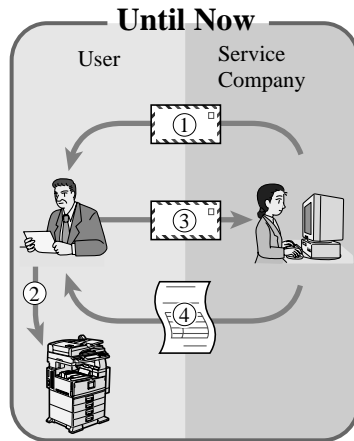 Until Now
User
Service
Company
①
③
②
④